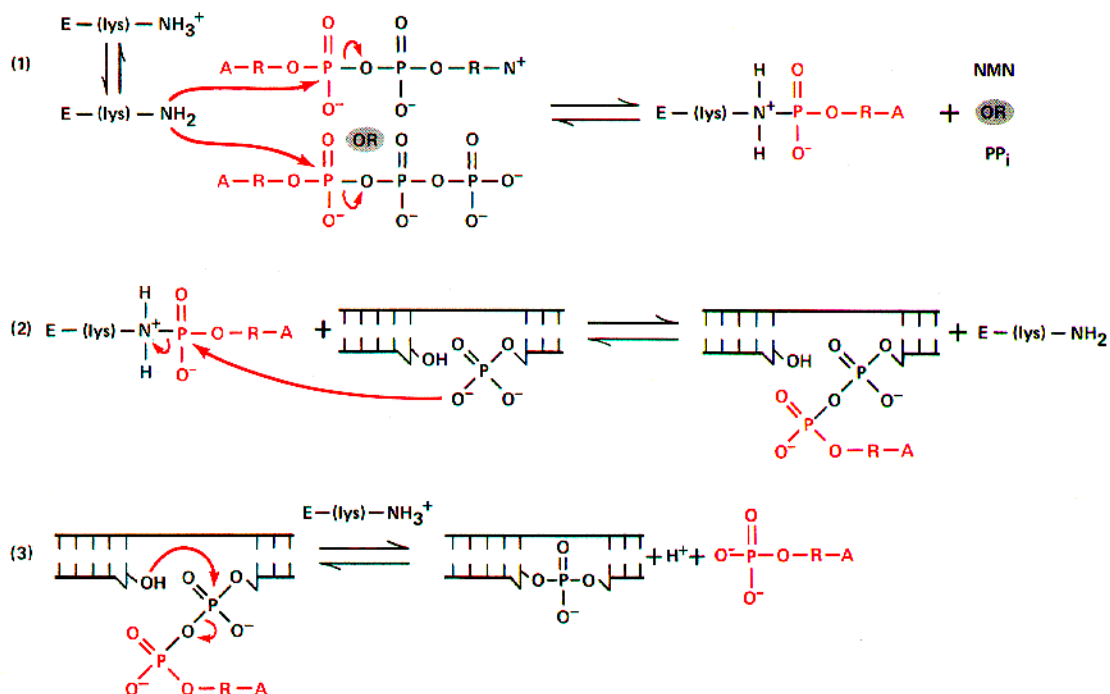 E—(lys)—NH3+
(1)
E—(lys)—NH2
A—R—O—P—O—P—O—R—N+
O O
O− O−
OR
O O O
A—R—O—P—O—P—O—P—O−
O− O− O−
H O
E—(lys)—N+—P—O—R—A
H O−
+
NMN
OR
PPi
(2)
H O
E—(lys)—N+—P—O—R—A
H O−
+
OH
O O
P
O− O−
OH
O O
P
O O−
O
P
O− O—R—A
+ E—(lys)—NH2
(3)
E—(lys)—NH3+
OH
O O
P
O O−
O
P
O− O—R—A
O
O—P—O
O−
+ H+ +
O
O−—P—O—R—A
O−